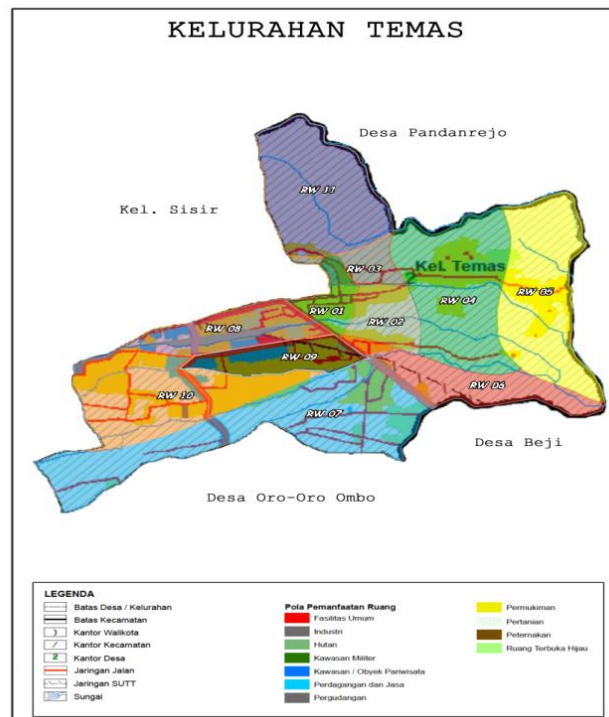 KELURAHAN TEMAS
Desa Pandanrejo
Kel. Sisir
RW 11
RW 03
Kel. Temas
2
RW 05
RW 04
RW 01
RW 02
RW 08
RW 09
RW 06
RW 10
RW 07
Desa Beji
Desa Oro-Oro Ombo
LEGENDA
Batas Desa / Kelurahan
Batas Kecamatan
Kantor Walikota
Kantor Kecamatan
2 Kantor Desa
Jaringan Jalan
Jaringan SUTT
Sungai
Pola Pemanfaatan Ruang
Fasilitas Umum
Industri
Hutan
Kawasan Militer
Kawasan / Obyek Pariwisata
Perdagangan dan Jasa
Pergudangan
Permukiman
Pertanian
Peternakan
Ruang Terbuka Hijau